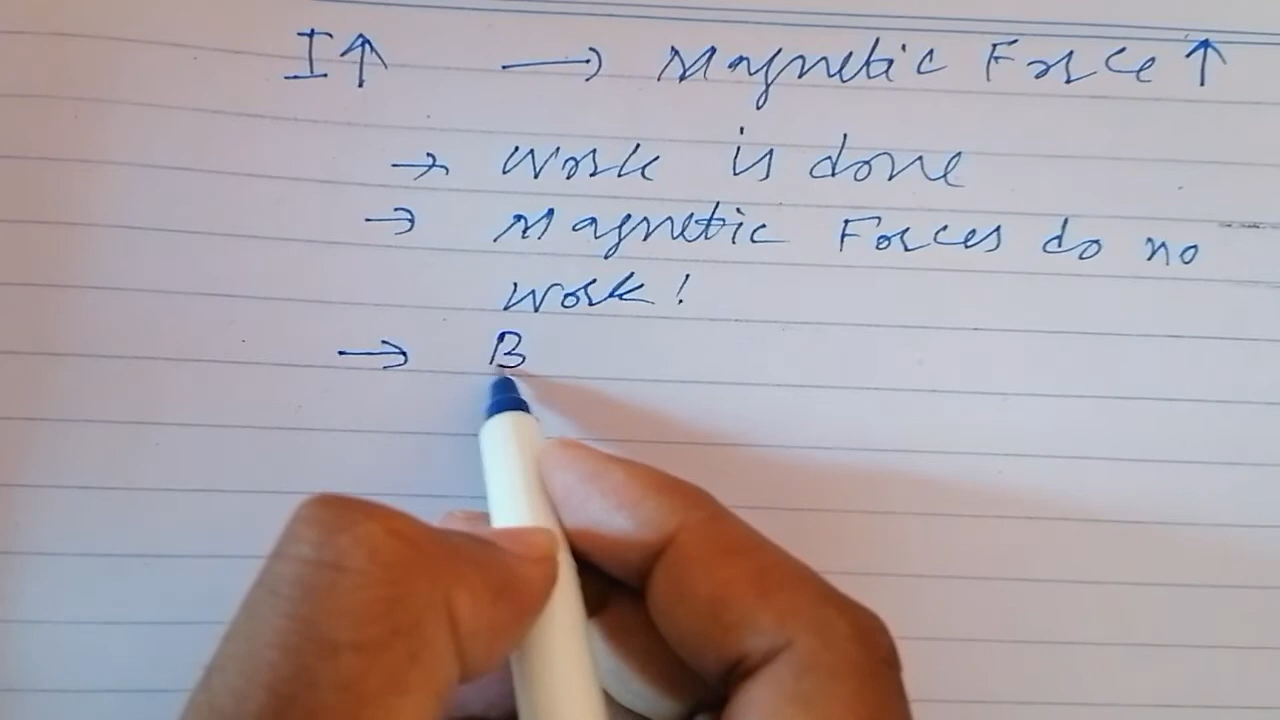 I↑ → Magnetic Force ↑
→ work is done
→ Magnetic Forces do no
work!
→ B